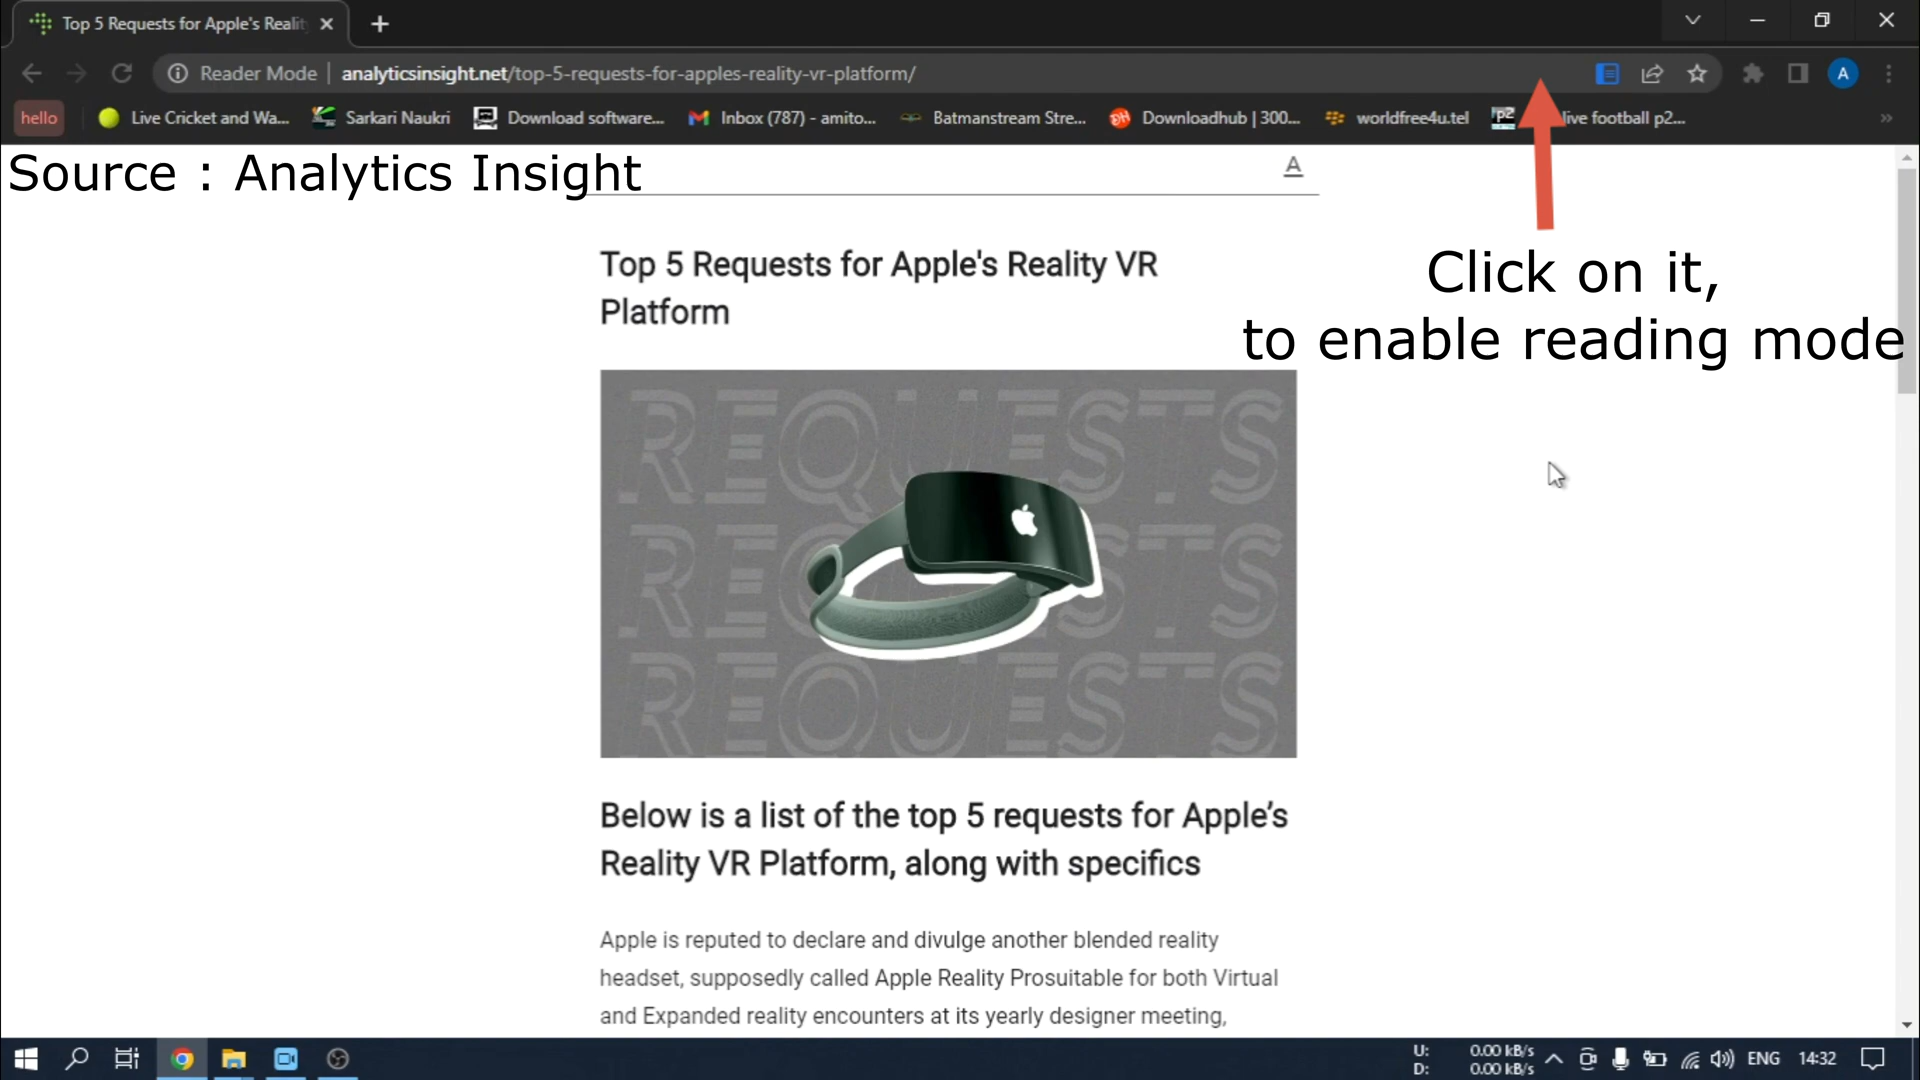 Top 5 Requests for Apple's Realit
Reader Mode | analyticsinsight.net/top-5-requests-for-apples-reality-vr-platform/
A
hello
Live Cricket and Wa...
Sarkari Naukri
Download software...
Inbox (787) - amito...
Batmanstream Stre...
Downloadhub | 300...
worldfree4u.tel
live football p2...
Source : Analytics Insight
A
Click on it,
to enable reading mode
Top 5 Requests for Apple's Reality VR
Platform
REQUESTS
REQUESTS
REQUESTS
Below is a list of the top 5 requests for Apple’s
Reality VR Platform, along with specifics
Apple is reputed to declare and divulge another blended reality
headset, supposedly called Apple Reality Prosuitable for both Virtual
and Expanded reality encounters at its yearly designer meeting,
U: 0.00 kB/s
D: 0.00 kB/s
ENG
14:32